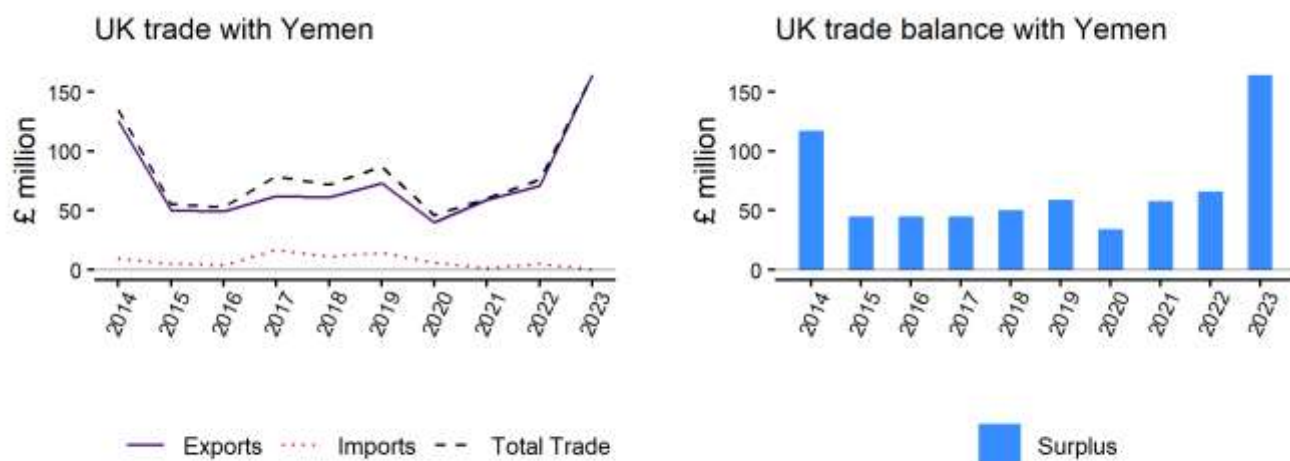 UK trade with Yemen
£ million
150
100
50
0
2014 2015 2016 2017 2018 2019 2020 2021 2022 2023
Exports Imports Total Trade
UK trade balance with Yemen
£ million
150
100
50
0
2014 2015 2016 2017 2018 2019 2020 2021 2022 2023
Surplus